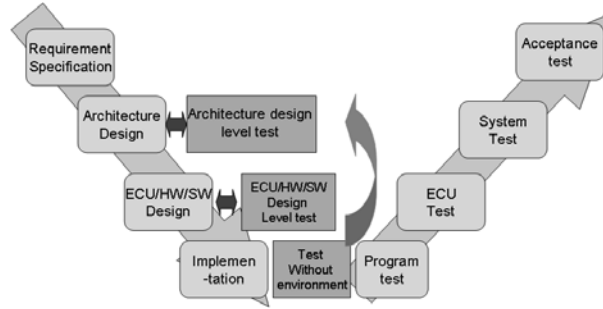 Requirement
Specification
Acceptance
test
Architecture
Design
Architecture design
level test
System
Test
ECU/HW/SW
Design
ECU/HW/SW
Design
Level test
ECU
Test
Implemen
-tation
Test
Without
environment
Program
test